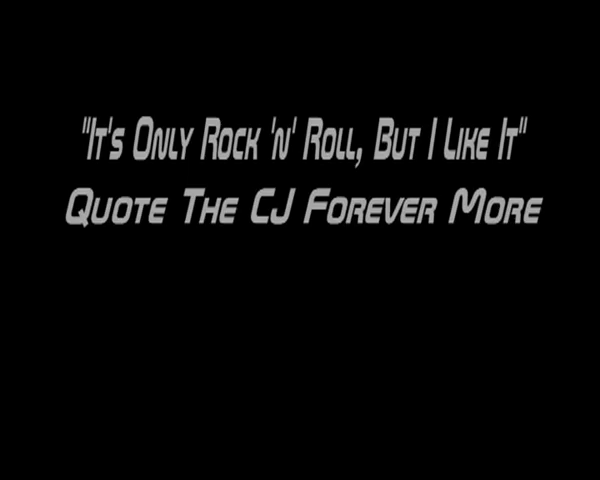 "It's Only Rock 'n' Roll, But I Like It"
Quote The CJ Forever More